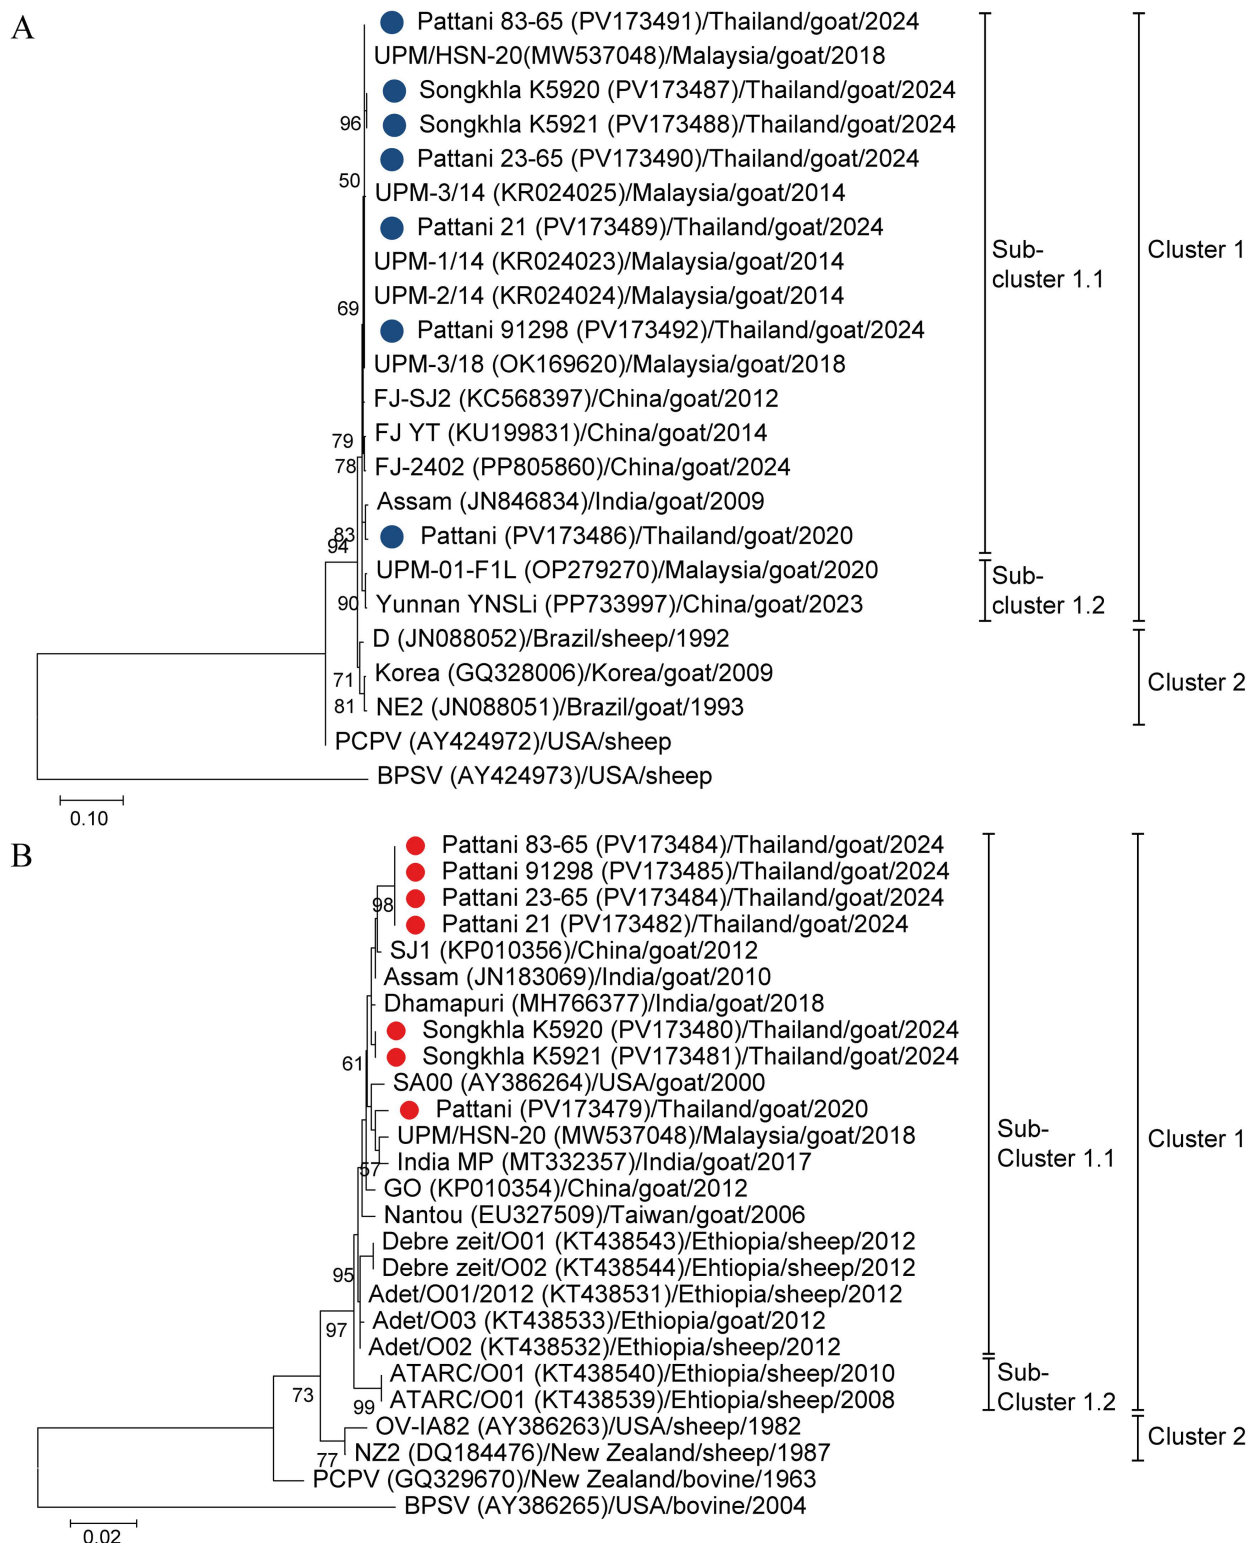 A
Pattani 83-65 (PV173491)/Thailand/goat/2024
UPM/HSN-20(MW537048)/Malaysia/goat/2018
Songkhla K5920 (PV173487)/Thailand/goat/2024
Songkhla K5921 (PV173488)/Thailand/goat/2024
96
Pattani 23-65 (PV173490)/Thailand/goat/2024
50
UPM-3/14 (KR024025)/Malaysia/goat/2014
Pattani 21 (PV173489)/Thailand/goat/2024
UPM-1/14 (KR024023)/Malaysia/goat/2014
UPM-2/14 (KR024024)/Malaysia/goat/2014
69
Pattani 91298 (PV173492)/Thailand/goat/2024
UPM-3/18 (OK169620)/Malaysia/goat/2018
FJ-SJ2 (KC568397)/China/goat/2012
FJ YT (KU199831)/China/goat/2014
79
78
FJ-2402 (PP805860)/China/goat/2024
Assam (JN846834)/India/goat/2009
Pattani (PV173486)/Thailand/goat/2020
83
94
UPM-01-F1L (OP279270)/Malaysia/goat/2020
Yunnan YNSLi (PP733997)/China/goat/2023
90
D (JN088052)/Brazil/sheep/1992
Korea (GQ328006)/Korea/goat/2009
71
81
NE2 (JN088051)/Brazil/goat/1993
PCPV (AY424972)/USA/sheep
BPSV (AY424973)/USA/sheep
0.10
Sub-
cluster 1.1
Sub-
cluster 1.2
Cluster 1
Cluster 2
B
Pattani 83-65 (PV173484)/Thailand/goat/2024
Pattani 91298 (PV173485)/Thailand/goat/2024
Pattani 23-65 (PV173484)/Thailand/goat/2024
98
Pattani 21 (PV173482)/Thailand/goat/2024
SJ1 (KP010356)/China/goat/2012
Assam (JN183069)/India/goat/2010
Dhamapuri (MH766377)/India/goat/2018
Songkhla K5920 (PV173480)/Thailand/goat/2024
Songkhla K5921 (PV173481)/Thailand/goat/2024
61
SA00 (AY386264)/USA/goat/2000
Pattani (PV173479)/Thailand/goat/2020
UPM/HSN-20 (MW537048)/Malaysia/goat/2018
India MP (MT332357)/India/goat/2017
57
GO (KP010354)/China/goat/2012
Nantou (EU327509)/Taiwan/goat/2006
Debre zeit/O01 (KT438543)/Ethiopia/sheep/2012
Debre zeit/O02 (KT438544)/Ehtiopia/sheep/2012
95
Adet/O01/2012 (KT438531)/Ethiopia/sheep/2012
Adet/O03 (KT438533)/Ethiopia/goat/2012
97
Adet/O02 (KT438532)/Ethiopia/sheep/2012
ATARC/O01 (KT438540)/Ethiopia/sheep/2010
73
ATARC/O01 (KT438539)/Ehtiopia/sheep/2008
99
OV-IA82 (AY386263)/USA/sheep/1982
NZ2 (DQ184476)/New Zealand/sheep/1987
77
PCPV (GQ329670)/New Zealand/bovine/1963
BPSV (AY386265)/USA/bovine/2004
0.02
Sub-
Cluster 1.1
Sub-
Cluster 1.2
Cluster 1
Cluster 2